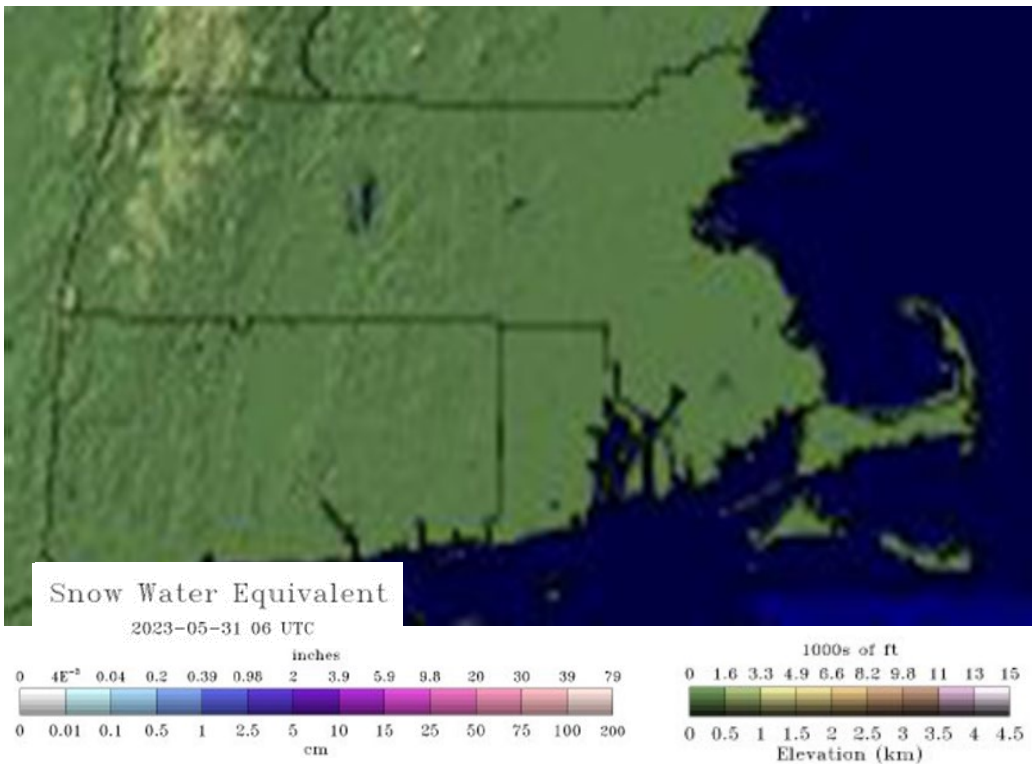 Snow Water Equivalent
2023-05-31 06 UTC
inches
0 4E⁻³ 0.04 0.2 0.39 0.98 2 3.9 5.9 9.8 20 30 39 79
0 0.01 0.1 0.5 1 2.5 5 10 15 25 50 75 100 200
cm
1000s of ft
0 1.6 3.3 4.9 6.6 8.2 9.8 11 13 15
0 0.5 1 1.5 2 2.5 3 3.5 4 4.5
Elevation (km)